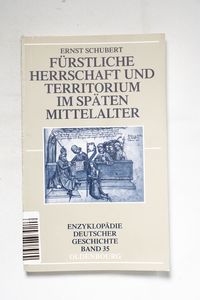 ERNST SCHUBERT
FÜRSTLICHE
HERRSCHAFT UND
TERRITORIUM
IM SPÄTEN
MITTELALTER
ENZYKLOPÄDIE
DEUTSCHER
GESCHICHTE
BAND 35
OLDENBOURG